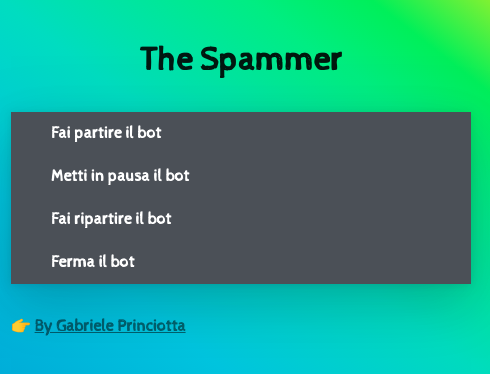 The Spammer
Fai partire il bot
Metti in pausa il bot
Fai ripartire il bot
Ferma il bot
👉 By Gabriele Princiotta